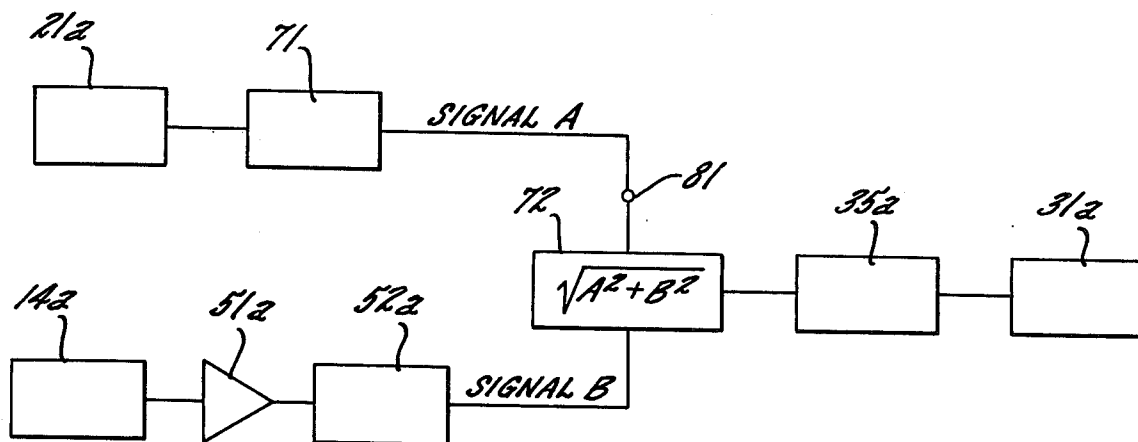 21a
71
SIGNAL A
81
72
35a
31a
√A²+B²
14a
51a
52a
SIGNAL B